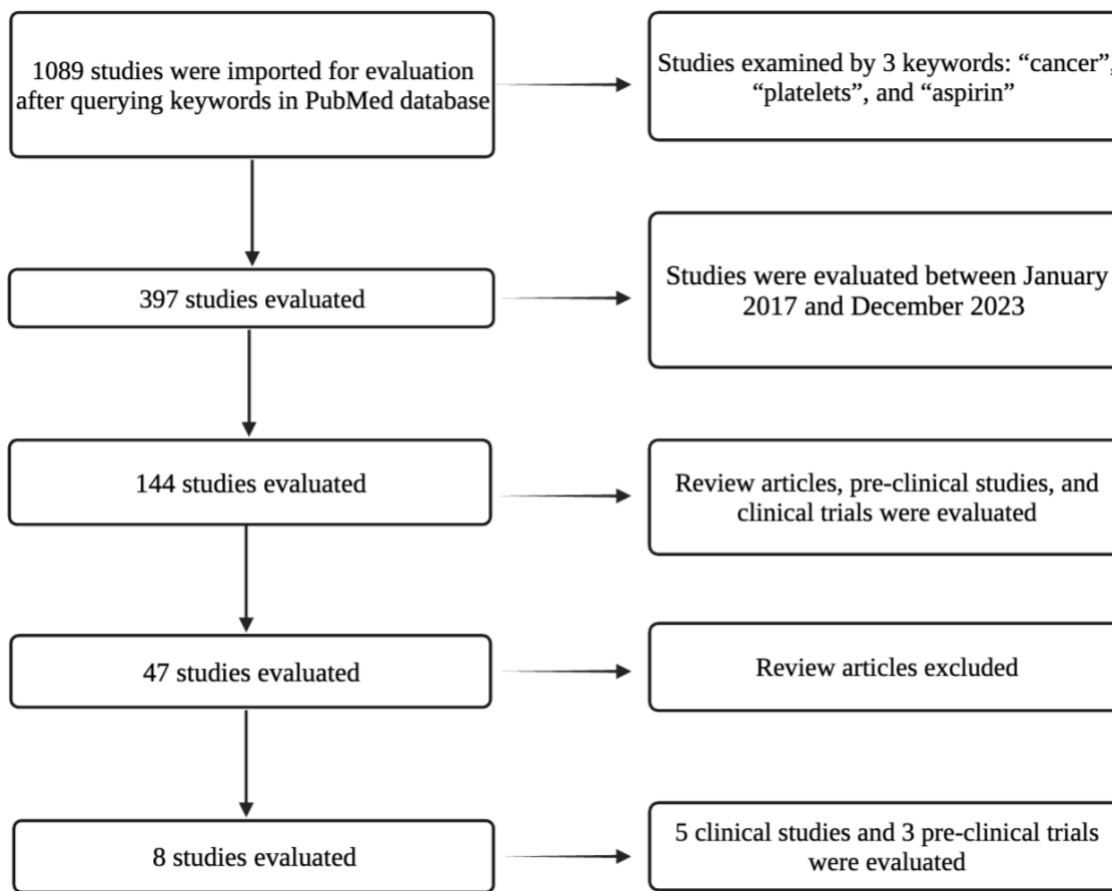 1089 studies were imported for evaluation
after querying keywords in PubMed database
Studies examined by 3 keywords: “cancer”,
“platelets”, and “aspirin”
397 studies evaluated
Studies were evaluated between January
2017 and December 2023
144 studies evaluated
Review articles, pre-clinical studies, and
clinical trials were evaluated
47 studies evaluated
Review articles excluded
8 studies evaluated
5 clinical studies and 3 pre-clinical trials
were evaluated